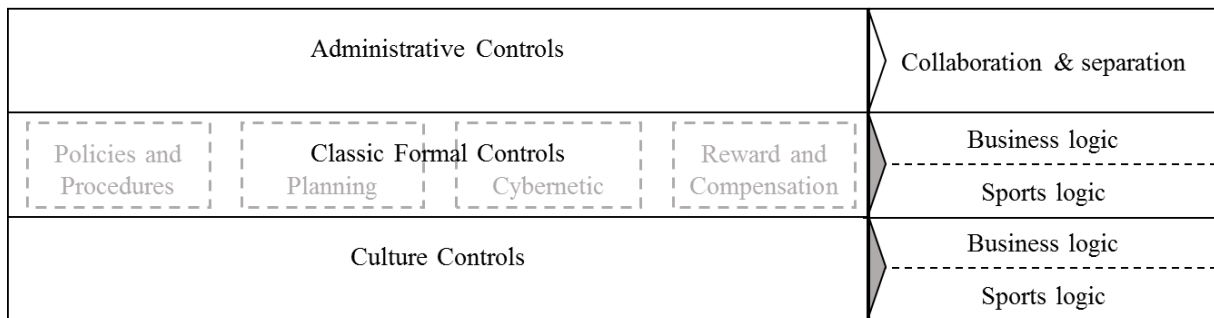 Administrative Controls
Collaboration & separation
Policies and
Procedures
Classic Formal Controls
Planning
Cybernetic
Reward and
Compensation
Business logic
Sports logic
Culture Controls
Business logic
Sports logic